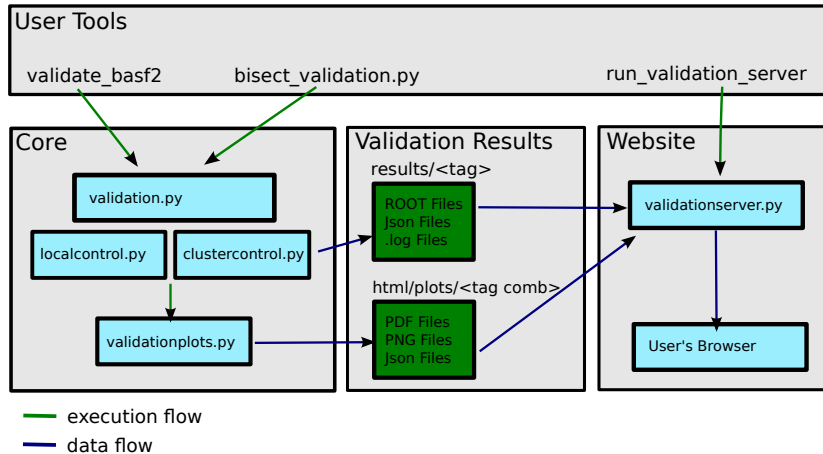 User Tools
validate_basf2
bisect_validation.py
run_validation_server
Core
validation.py
localcontrol.py
clustercontrol.py
validationplots.py
Validation Results
results/<tag>
ROOT Files
Json Files
.log Files
html/plots/<tag comb>
PDF Files
PNG Files
Json Files
Website
validationserver.py
User's Browser
execution flow
data flow